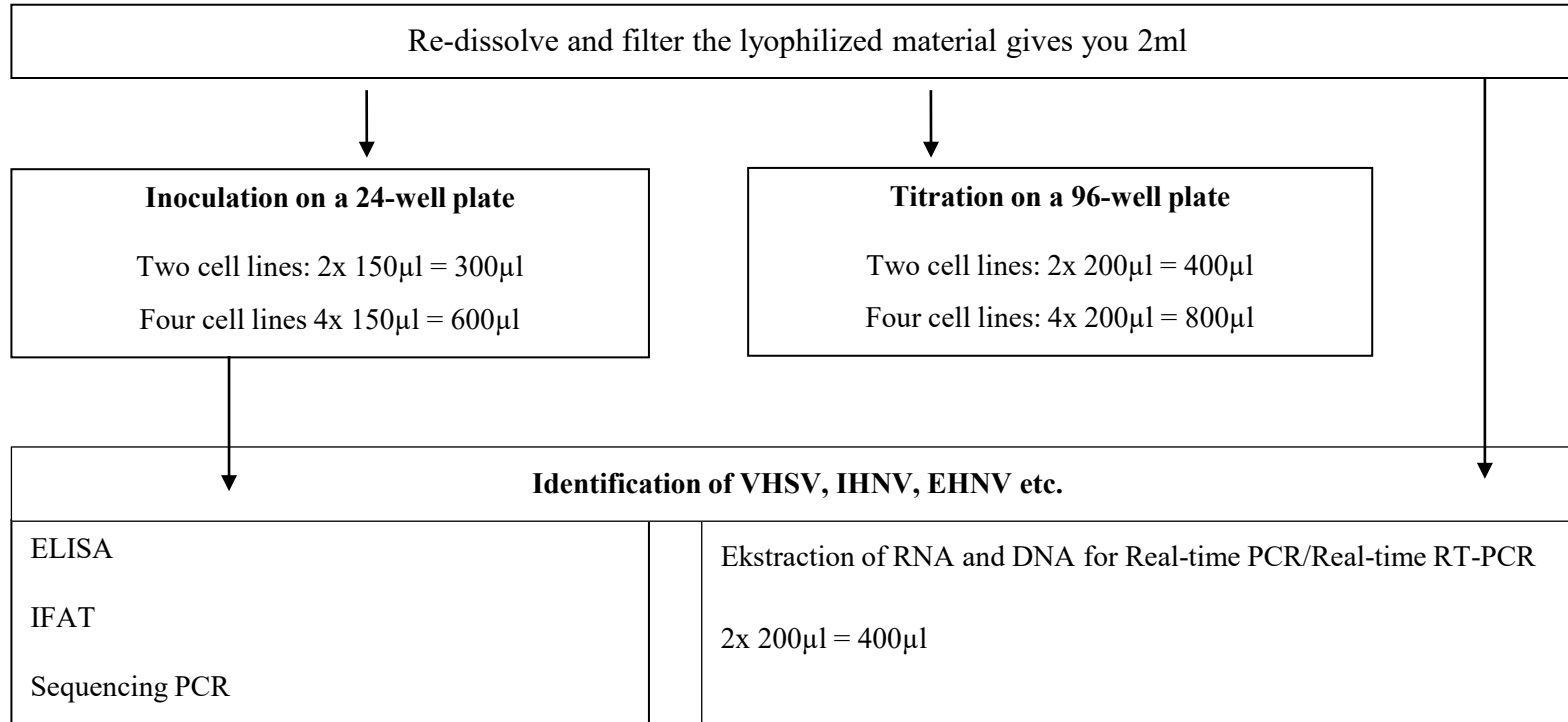 Re-dissolve and filter the lyophilized material gives you 2ml
Inoculation on a 24-well plate
Two cell lines: 2x 150µl = 300µl
Four cell lines 4x 150µl = 600µl
Titration on a 96-well plate
Two cell lines: 2x 200µl = 400µl
Four cell lines: 4x 200µl = 800µl
Identification of VHSV, IHNV, EHNV etc.
ELISA
IFAT
Sequencing PCR
Ekstraction of RNA and DNA for Real-time PCR/Real-time RT-PCR
2x 200µl = 400µl